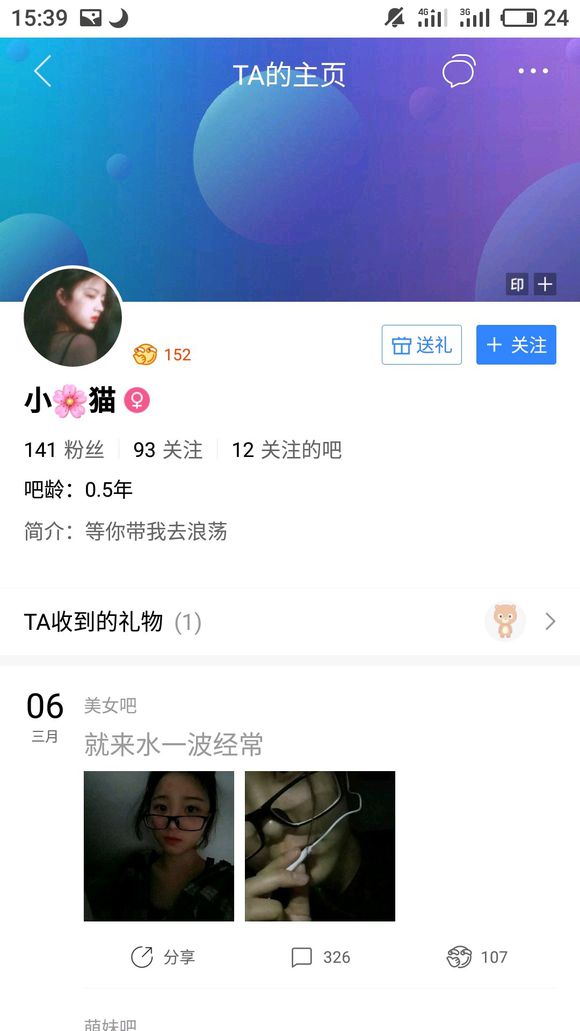 15:39 4G 3G 24
TA的主页
印
152
送礼
关注
小🌸猫
141 粉丝 93 关注 12 关注的吧
吧龄：0.5年
简介：等你带我去浪荡
TA收到的礼物 (1)
06 美女吧
三月
就来水一波经常
分享 326 107
萌妹吧